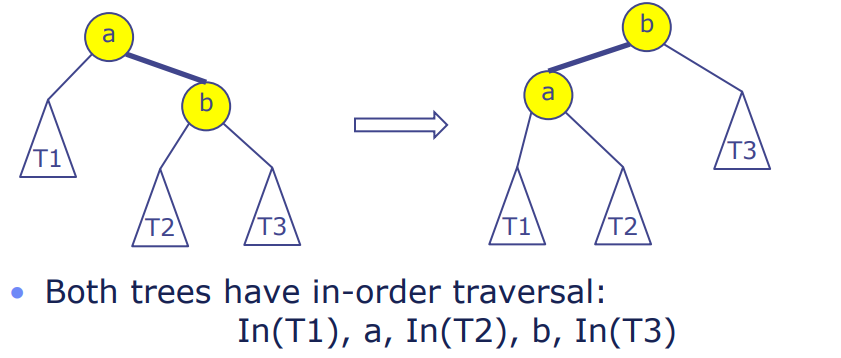 a
b
b
a
T1
T3
T2
T3
T1
T2
• Both trees have in-order traversal:
In(T1), a, In(T2), b, In(T3)